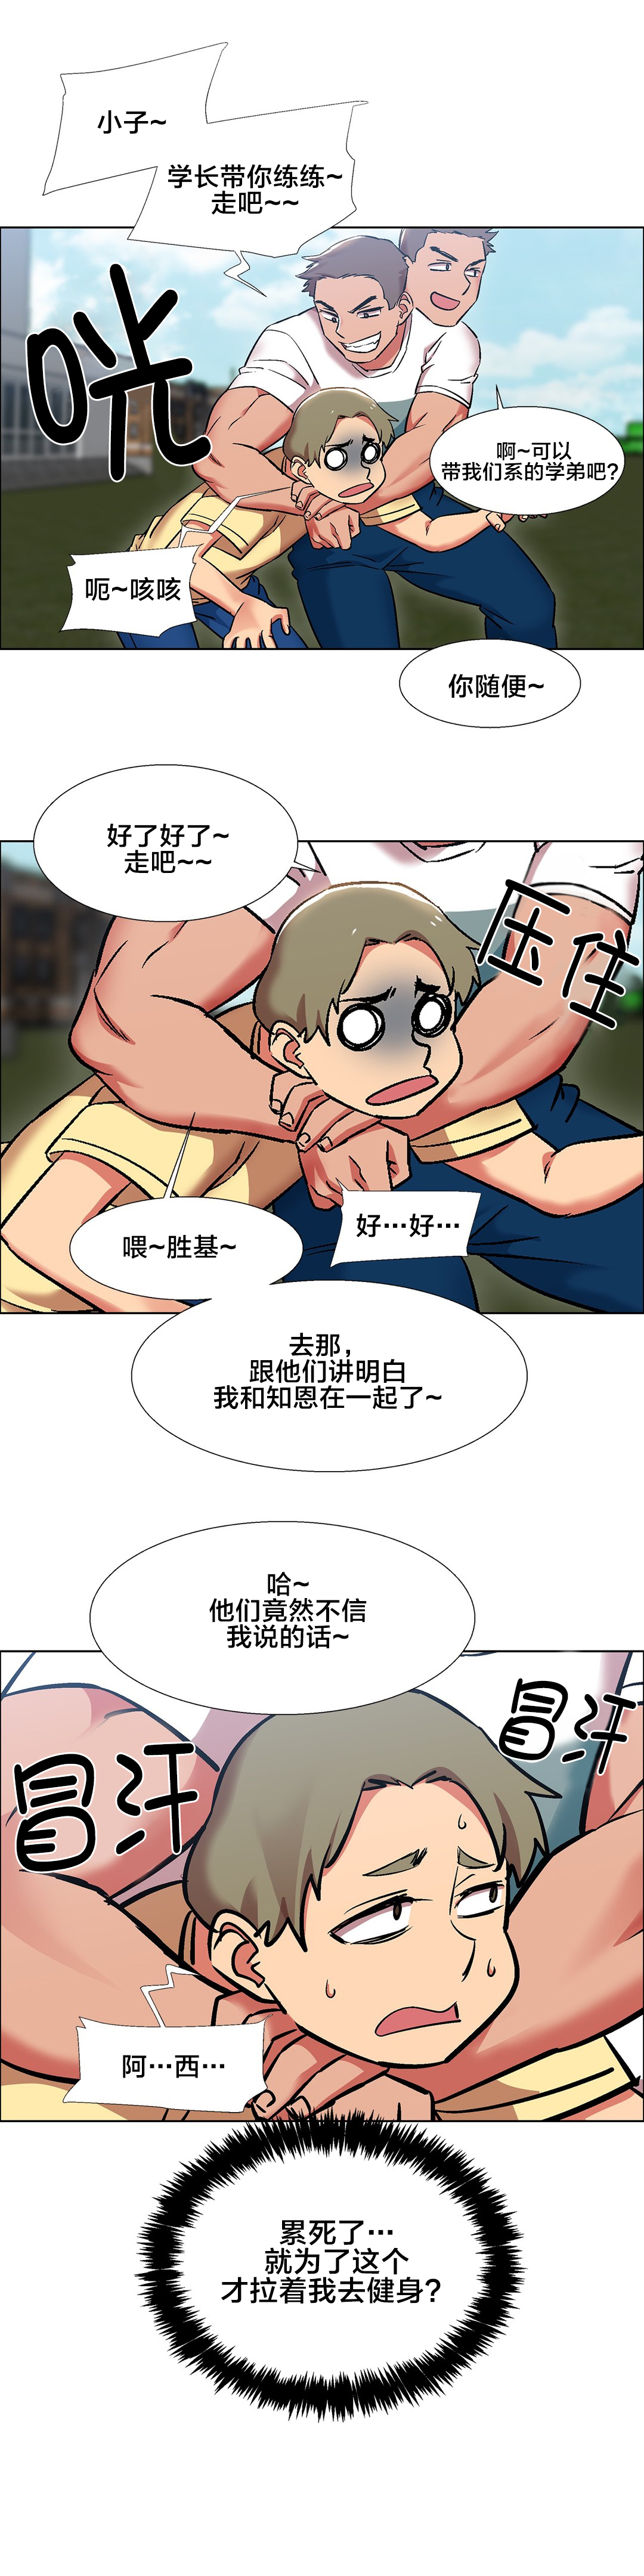 小子~
学长带你练练~
走吧~~
咣
啊~可以
带我们系的学弟吧?
呃~咳咳
你随便~
好了好了~
走吧~~
压住
喂~胜基~
好…好…
去那,
跟他们讲明白
我和知恩在一起了~
哈~
他们竟然不信
我说的话~
冒汗
冒汗
阿…西…
累死了…
就为了这个
才拉着我去健身?